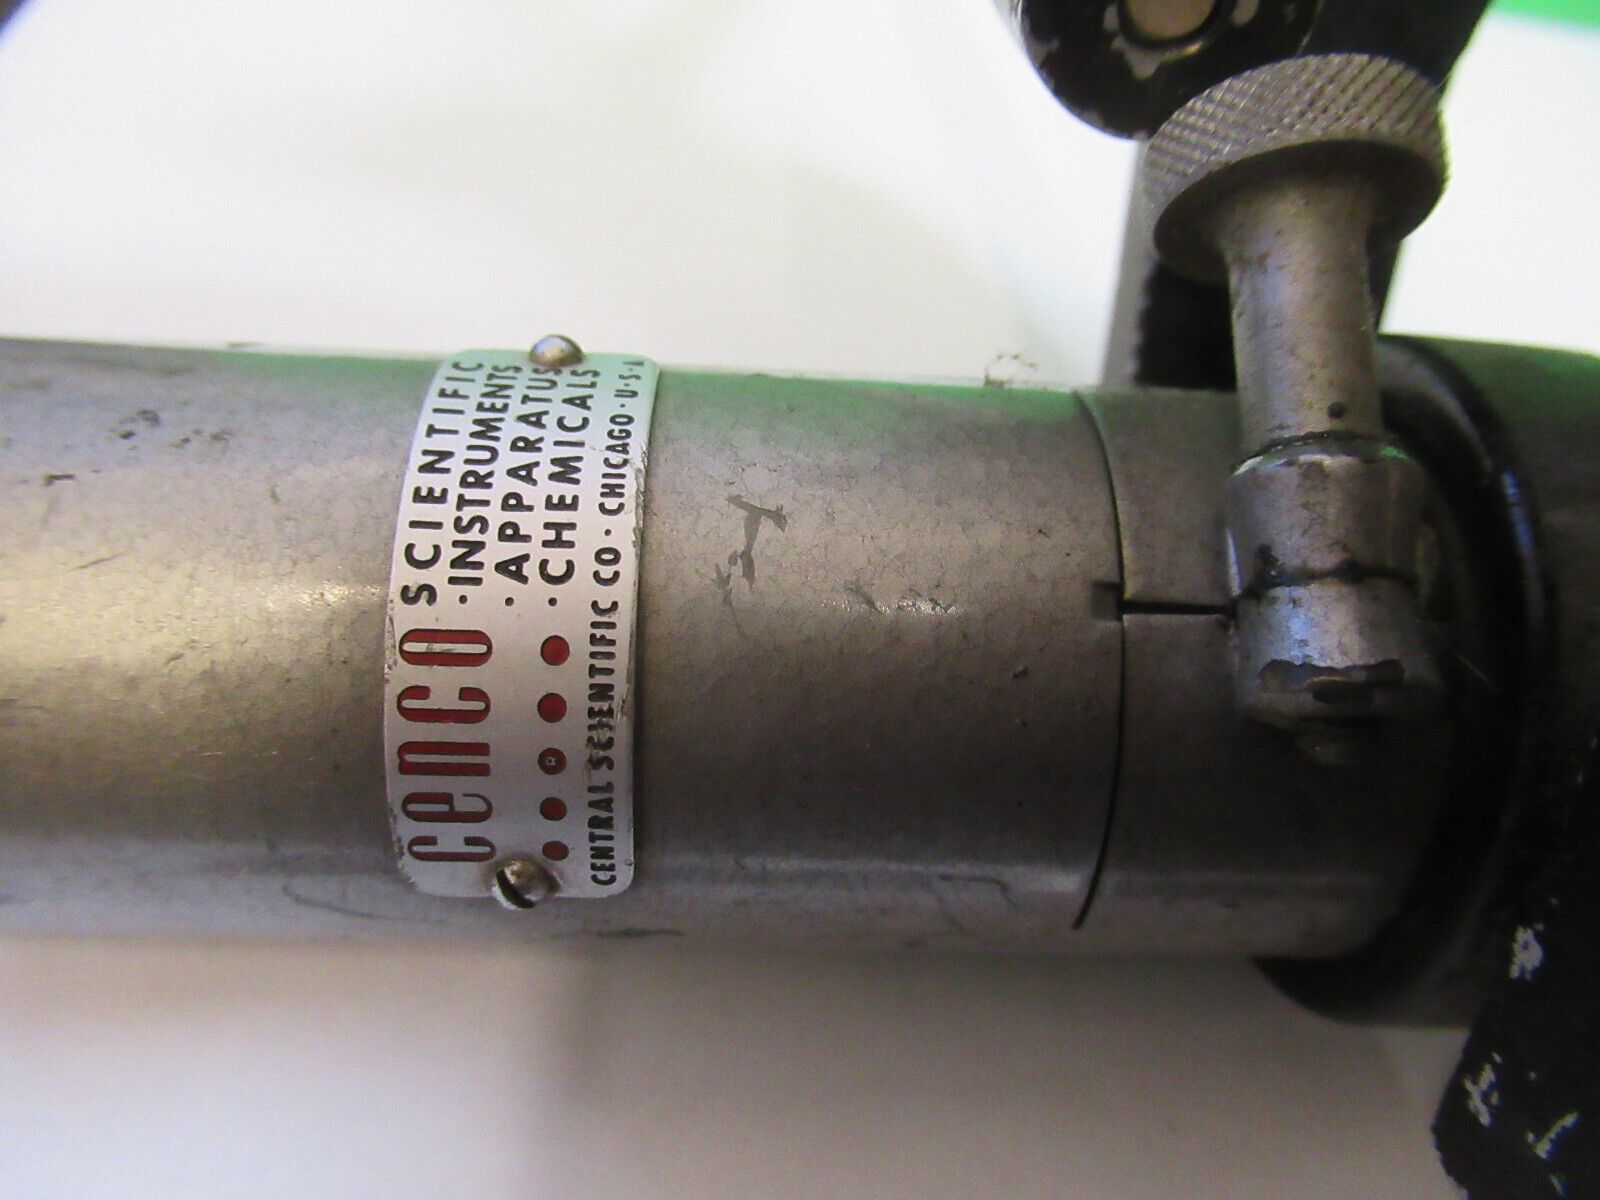 cenco SCIENTIFIC
·INSTRUMENTS
·APPARATUS
·CHEMICALS
®
CENTRAL SCIENTIFIC CO· CHICAGO·U·S·A